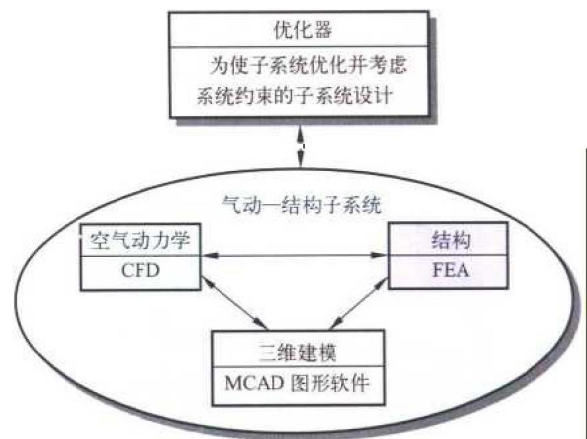 优化器
为使子系统优化并考虑
系统约束的子系统设计
气动—结构子系统
空气动力学
CFD
结构
FEA
三维建模
MCAD 图形软件